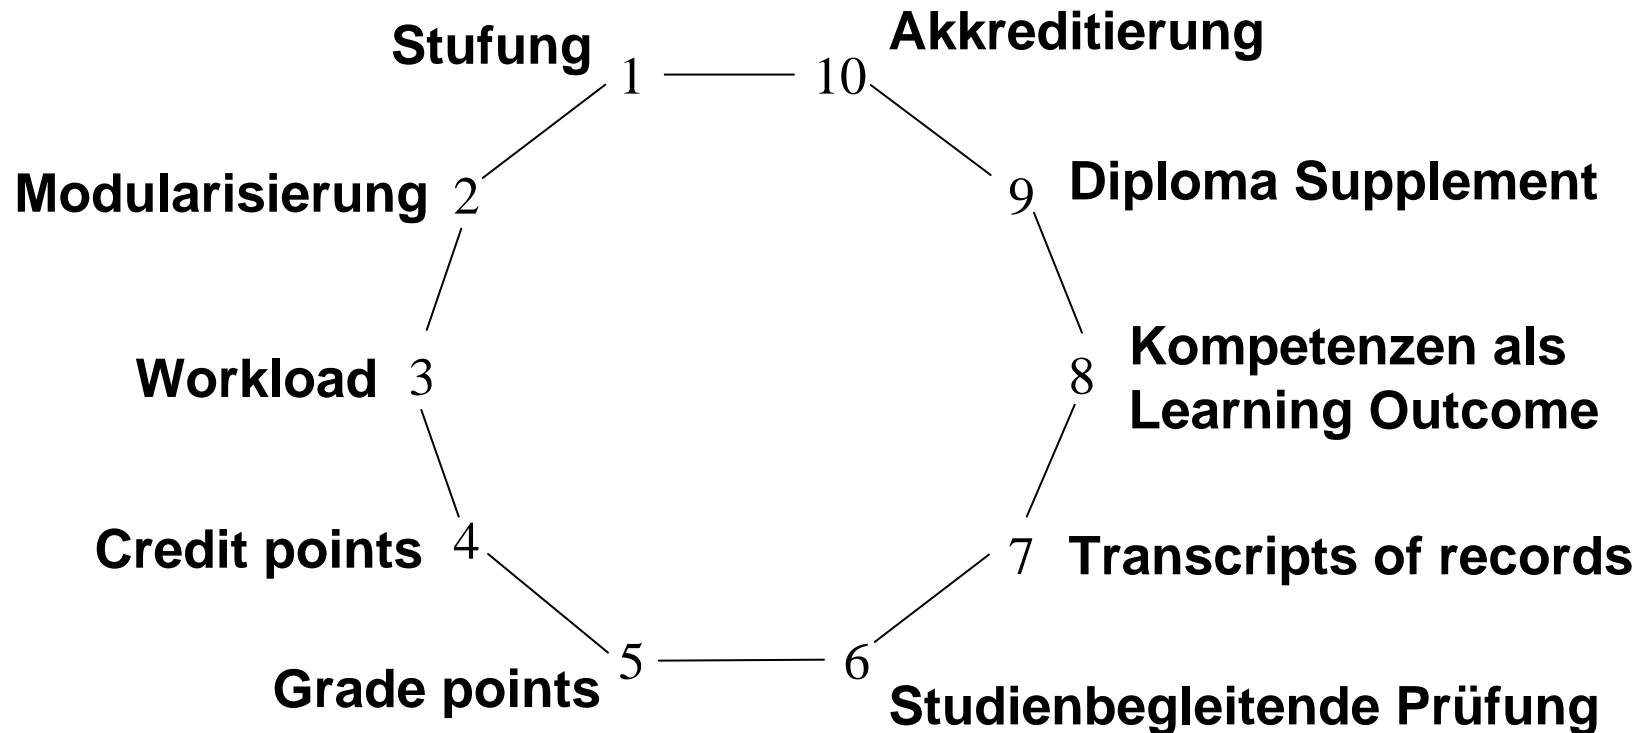 Stufung 1
10 Akkreditierung
Modularisierung 2
9 Diploma Supplement
Workload 3
8 Kompetenzen als
Learning Outcome
Credit points 4
7 Transcripts of records
Grade points 5
6 Studienbegleitende Prüfung